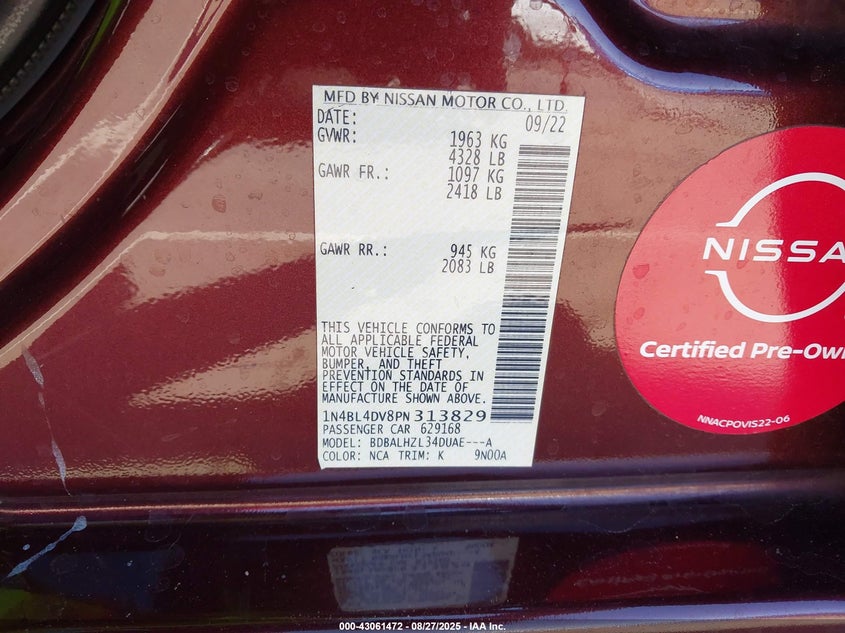 MFD BY NISSAN MOTOR CO., LTD.
DATE: 09/22
GVWR: 1963 KG
4328 LB
GAWR FR.: 1097 KG
2418 LB
GAWR RR.: 945 KG
2083 LB
THIS VEHICLE CONFORMS TO
ALL APPLICABLE FEDERAL
MOTOR VEHICLE SAFETY,
BUMPER, AND THEFT
PREVENTION STANDARDS IN
EFFECT ON THE DATE OF
MANUFACTURE SHOWN ABOVE.
1N4BL4DV8PN313829
PASSENGER CAR 629168
MODEL: BDBALHZL34DUAE---A
COLOR: NCA TRIM: K 9N00A
NISSA
Certified Pre-Own
NNACPOVIS22-06
000-43061472 - 08/27/2025 - IAA Inc.